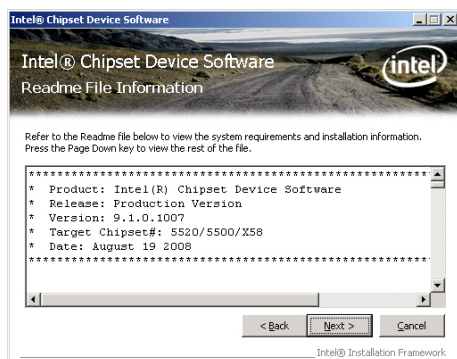 Intel® Chipset Device Software
Intel® Chipset Device Software
Readme File Information
intel
Refer to the Readme file below to view the system requirements and installation information.
Press the Page Down key to view the rest of the file.
*********************************************************
* Product: Intel(R) Chipset Device Software
* Release: Production Version
* Version: 9.1.0.1007
* Target Chipset#: 5520/5500/X58
* Date: August 19 2008
*********************************************************
< Back
Next >
Cancel
Intel® Installation Framework